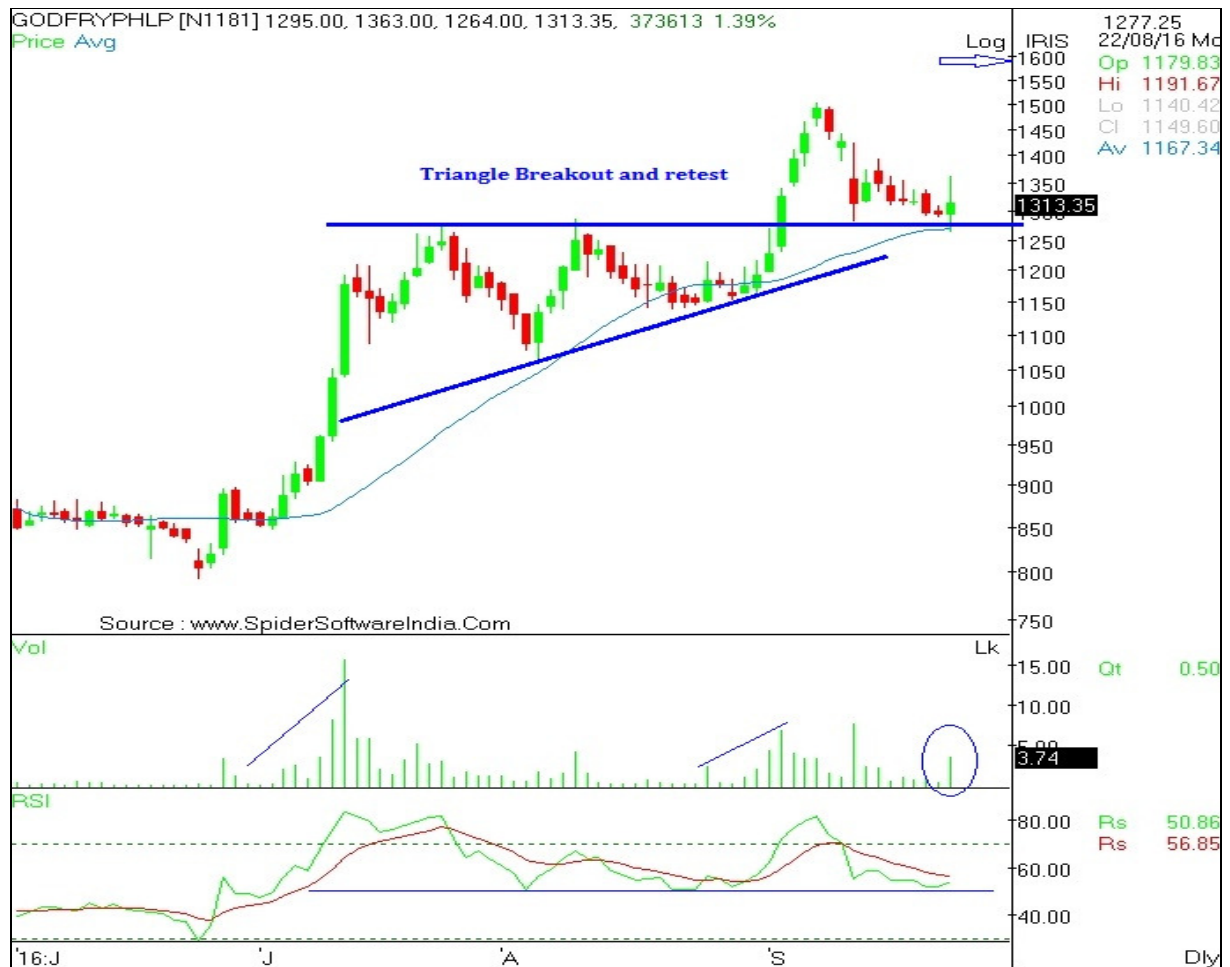 GODFRYPHLP [N1181] 1295.00, 1363.00, 1264.00, 1313.35, 373613 1.39%
Price Avg
Log IRIS
1277.25
22/08/16 Mo
Op 1179.83
Hi 1191.67
Lo 1140.42
Cl 1149.60
Av 1167.34
1600
1550
1500
1450
1400
1350
1313.35
1250
1200
1150
1100
1050
1000
950
900
850
800
750
Triangle Breakout and retest
Source : www.SpiderSoftwareIndia.Com
Vol
Lk
15.00
10.00
5.00
3.74
Qt 0.50
RSI
80.00
60.00
40.00
Rs 50.86
Rs 56.85
'16:J 'J 'A 'S Dly